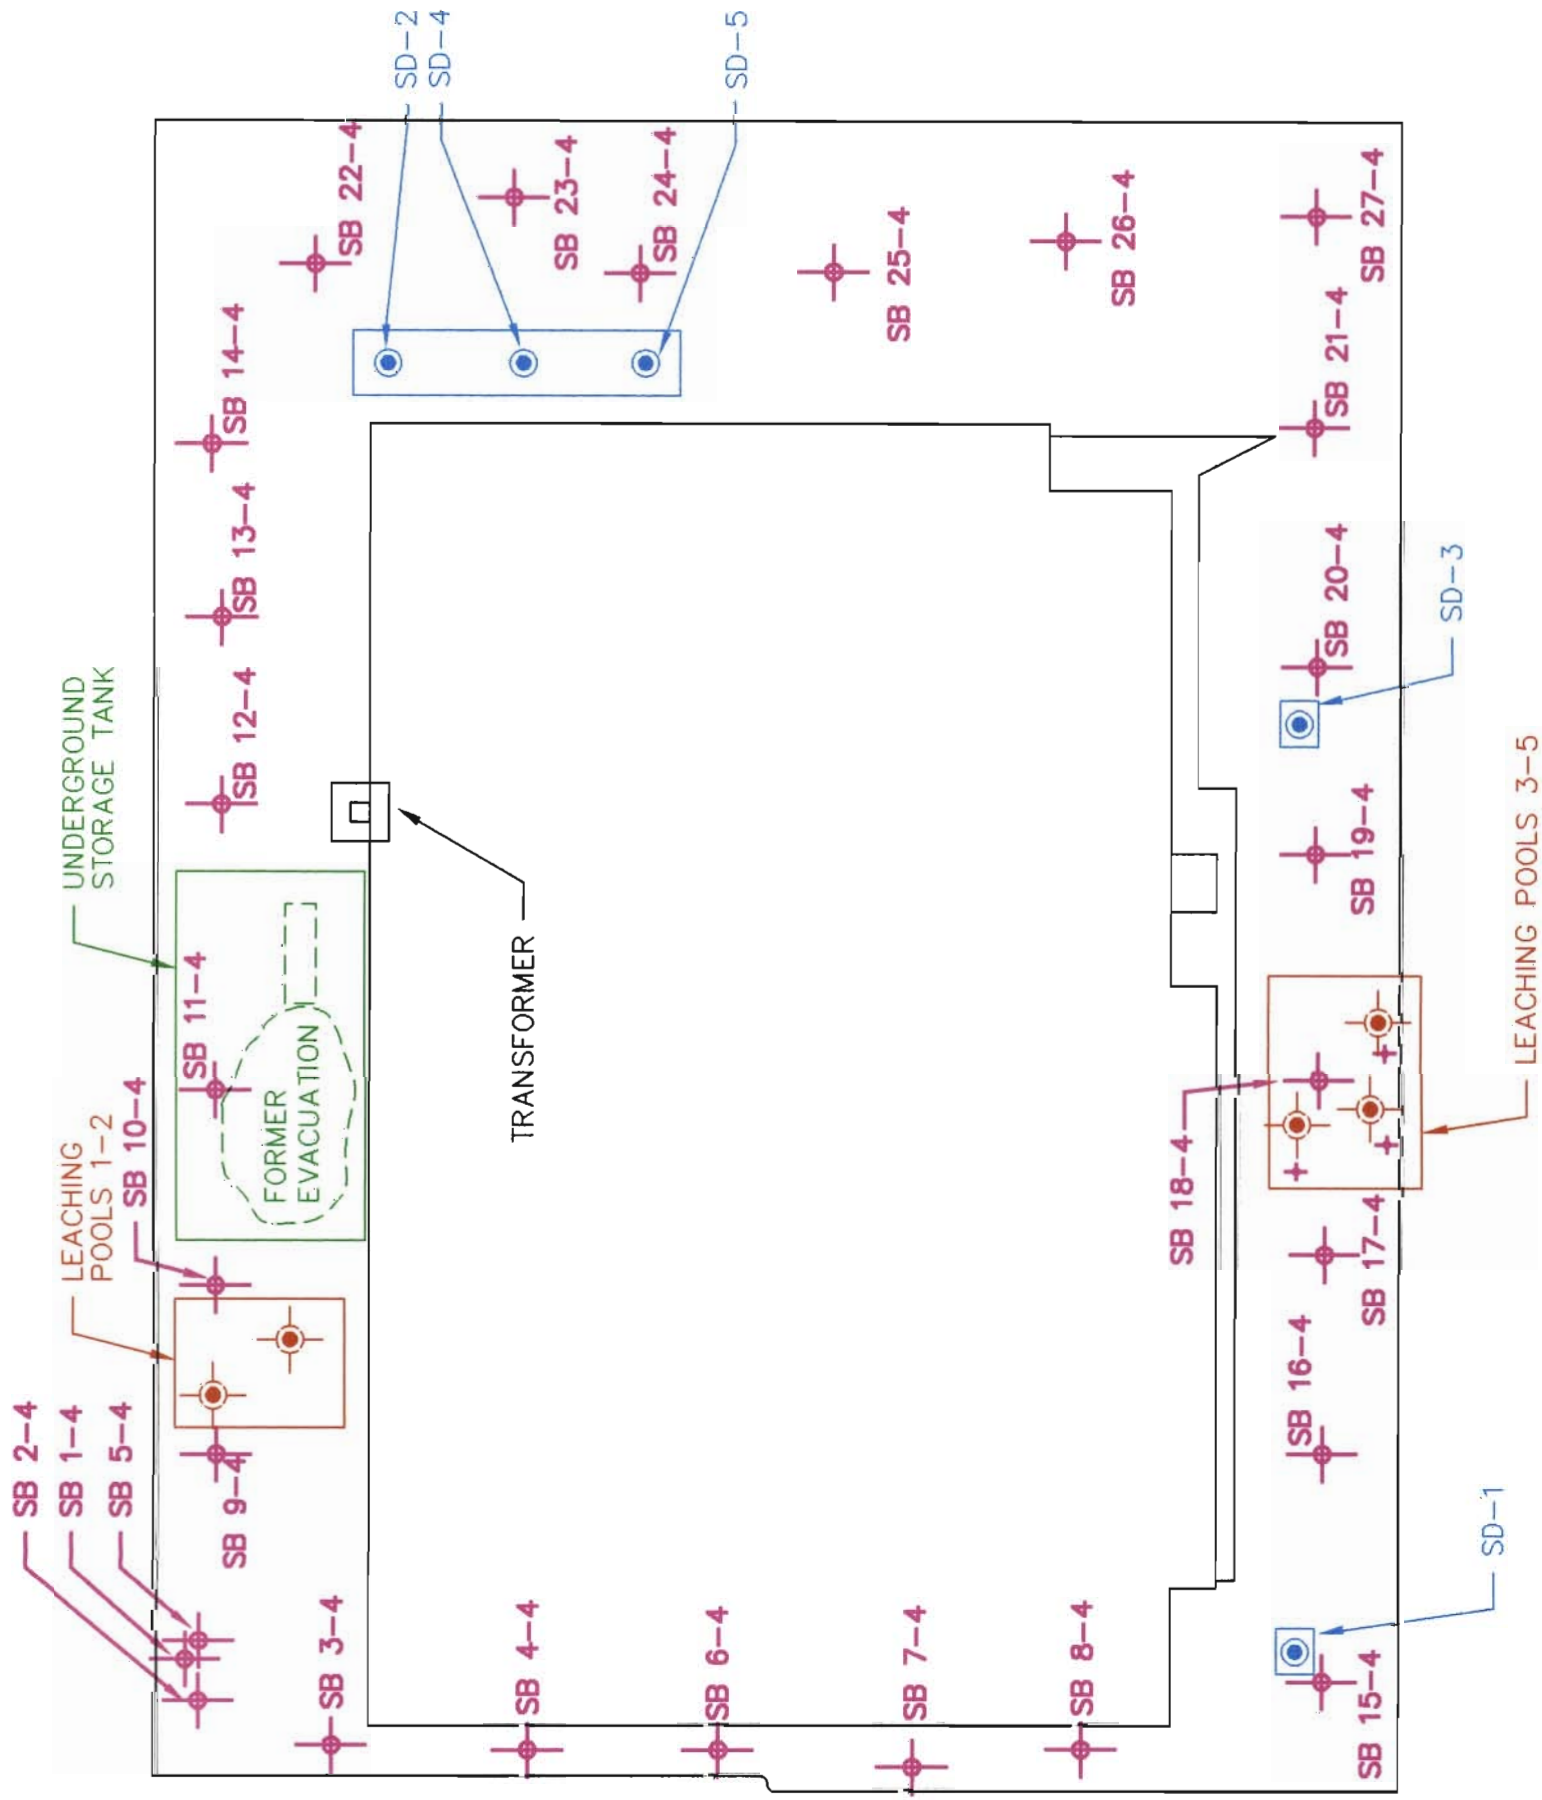 SB 2-4
SB 1-4
SB 5-4
LEACHING
POOLS 1-2
SB 10-4
UNDERGROUND
STORAGE TANK
SB 9-4
SB 11-4
FORMER
EVACUATION
SB 12-4
SB 13-4
SB 14-4
SB 3-4
SB 4-4
SB 6-4
SB 7-4
SB 8-4
TRANSFORMER
SD-2
SD-4
SD-5
SB 22-4
SB 23-4
SB 24-4
SB 25-4
SB 26-4
SB 27-4
SB 15-4
SB 16-4
SB 17-4
SB 18-4
SB 19-4
SB 20-4
SB 21-4
SD-1
LEACHING POOLS 3-5
SD-3